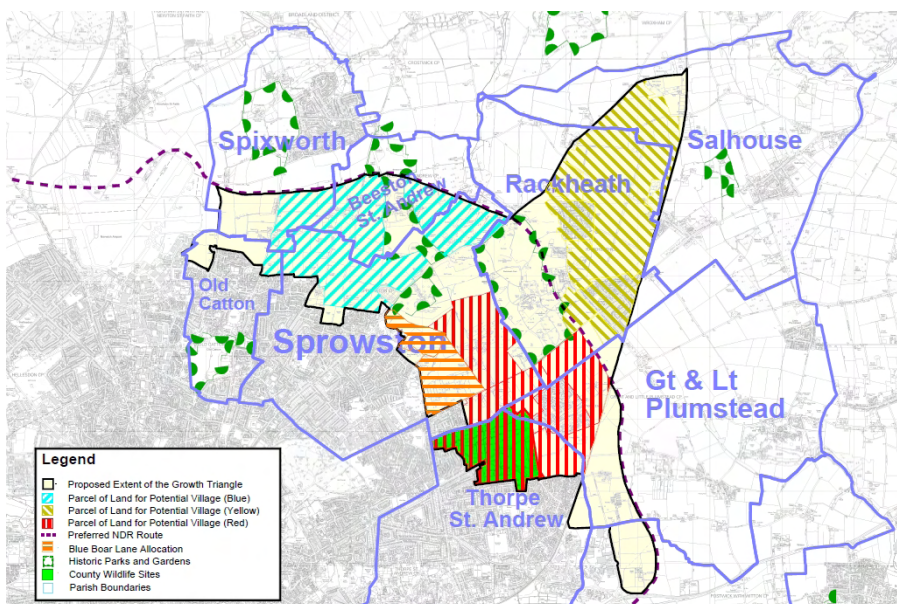 Spixworth
Salhouse
Rackheath
Beeston
St. Andrew
Old
Catton
Sprowston
Gt & Lt
Plumstead
Thorpe
St. Andrew
Legend
Proposed Extent of the Growth Triangle
Parcel of Land for Potential Village (Blue)
Parcel of Land for Potential Village (Yellow)
Parcel of Land for Potential Village (Red)
Preferred NDR Route
Blue Boar Lane Allocation
Historic Parks and Gardens
County Wildlife Sites
Parish Boundaries